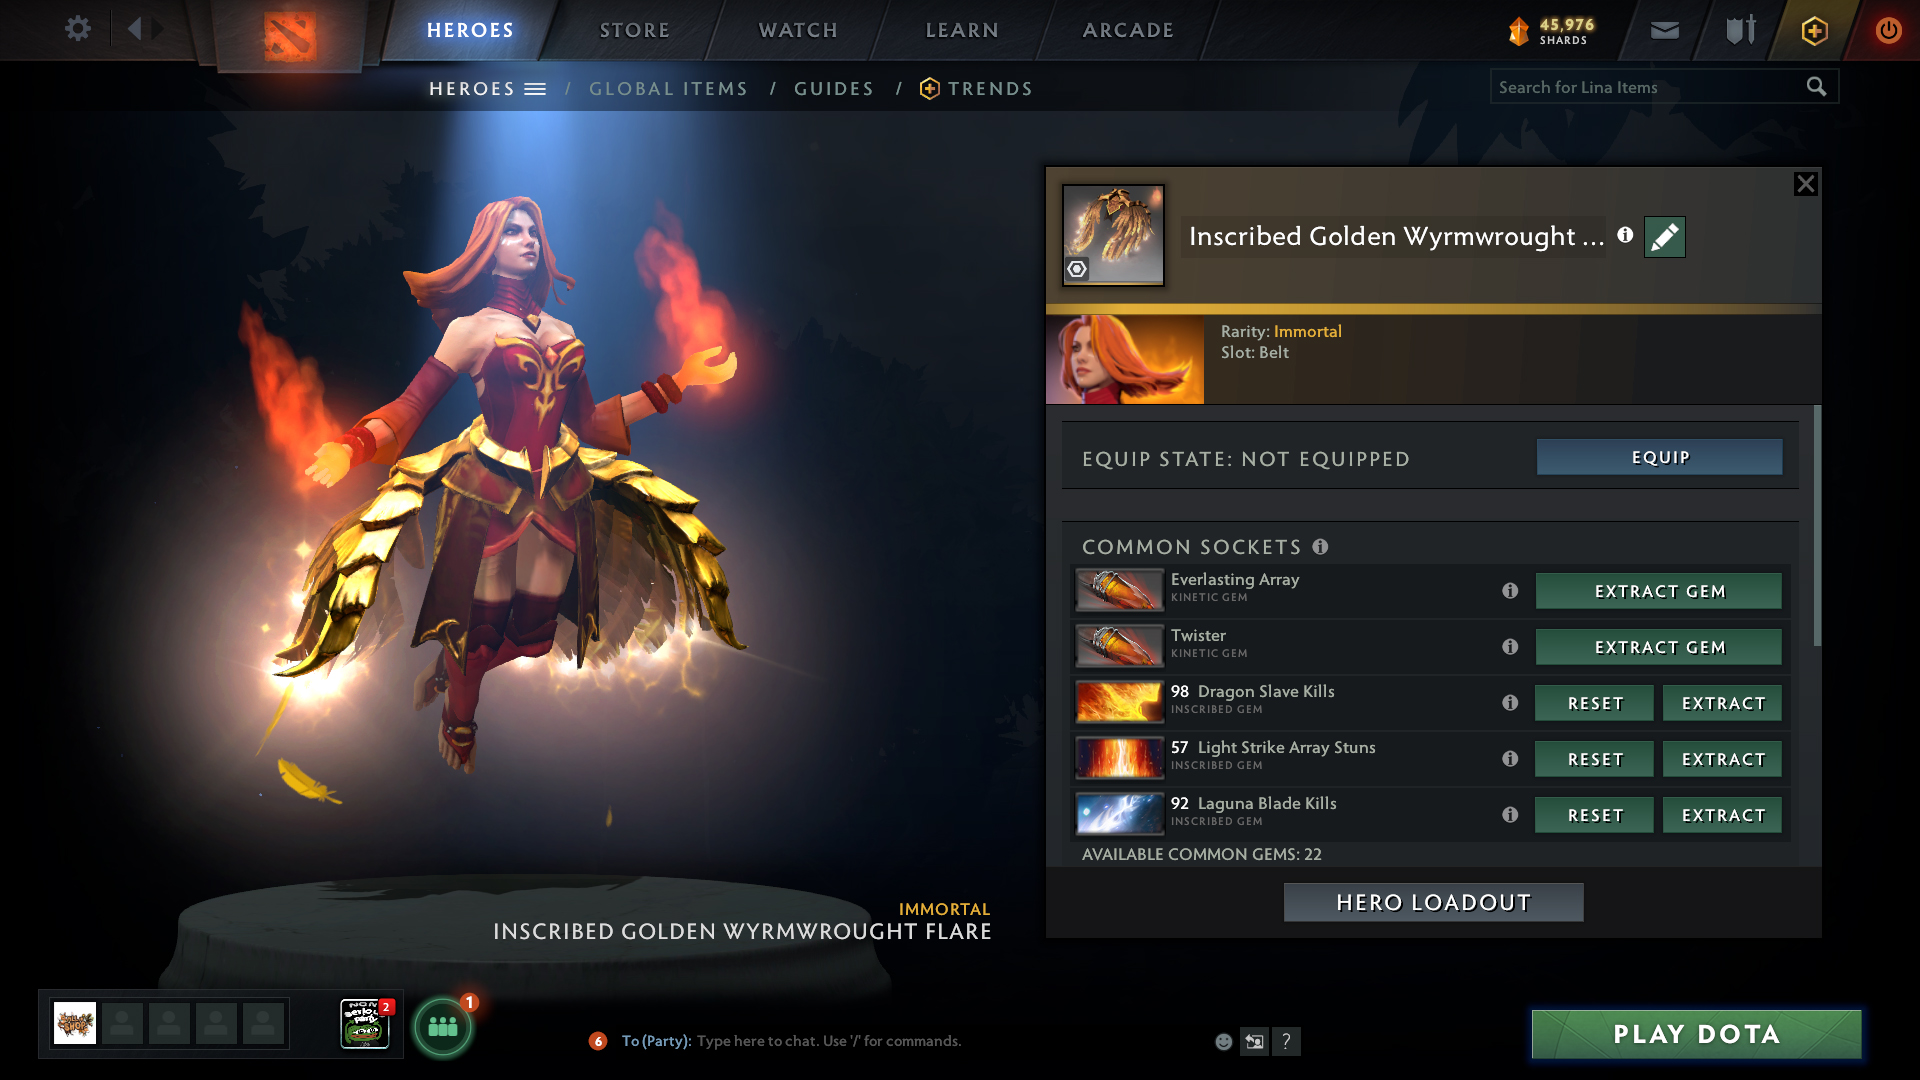 HEROES
STORE
WATCH
LEARN
ARCADE
45,976
SHARDS
HEROES / GLOBAL ITEMS / GUIDES / TRENDS
Search for Lina Items
Inscribed Golden Wyrmwrought ...
Rarity: Immortal
Slot: Belt
EQUIP STATE: NOT EQUIPPED
EQUIP
COMMON SOCKETS
Everlasting Array
KINETIC GEM
EXTRACT GEM
Twister
KINETIC GEM
EXTRACT GEM
98 Dragon Slave Kills
INSCRIBED GEM
RESET
EXTRACT
57 Light Strike Array Stuns
INSCRIBED GEM
RESET
EXTRACT
92 Laguna Blade Kills
INSCRIBED GEM
RESET
EXTRACT
AVAILABLE COMMON GEMS: 22
HERO LOADOUT
IMMORTAL
INSCRIBED GOLDEN WYRMWROUGHT FLARE
2
1
6
To (Party): Type here to chat. Use '/' for commands.
?
PLAY DOTA